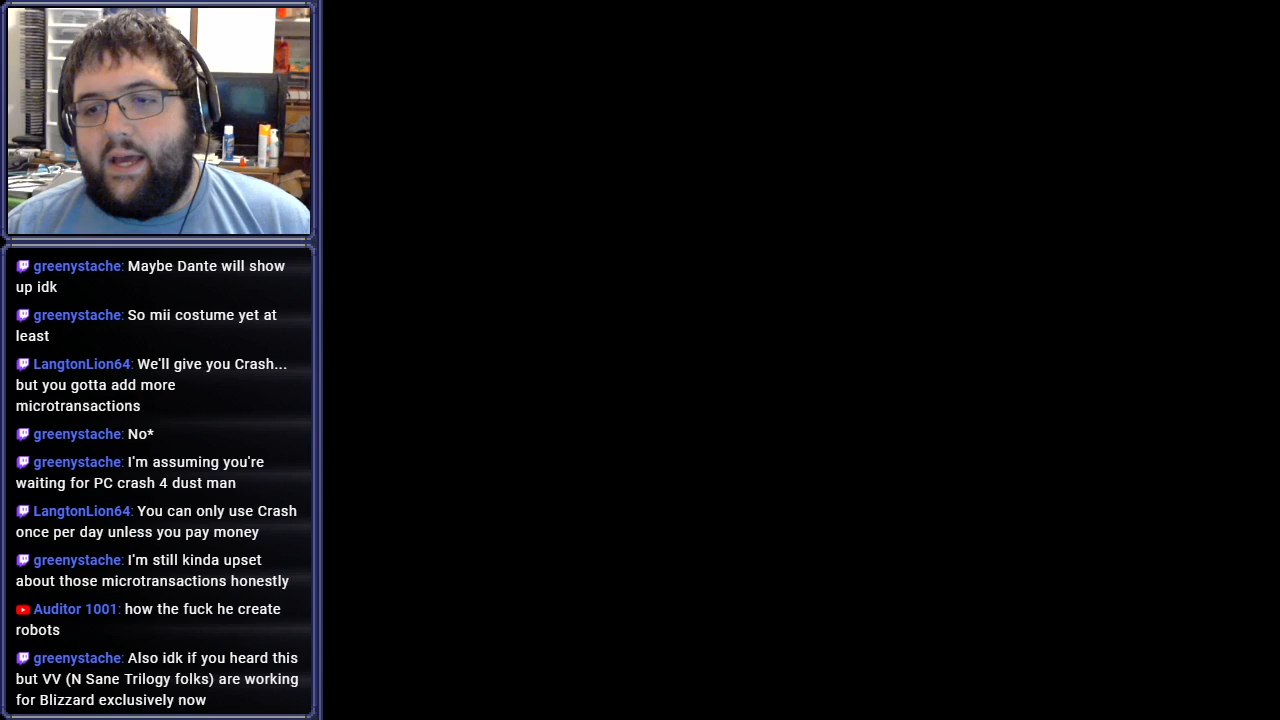 greenystache: Maybe Dante will show
up idk
greenystache: So mii costume yet at
least
LangtonLion64: We'll give you Crash...
but you gotta add more
microtransactions
greenystache: No*
greenystache: I'm assuming you're
waiting for PC crash 4 dust man
LangtonLion64: You can only use Crash
once per day unless you pay money
greenystache: I'm still kinda upset
about those microtransactions honestly
Auditor 1001: how the fuck he create
robots
greenystache: Also idk if you heard this
but VV (N Sane Trilogy folks) are working
for Blizzard exclusively now